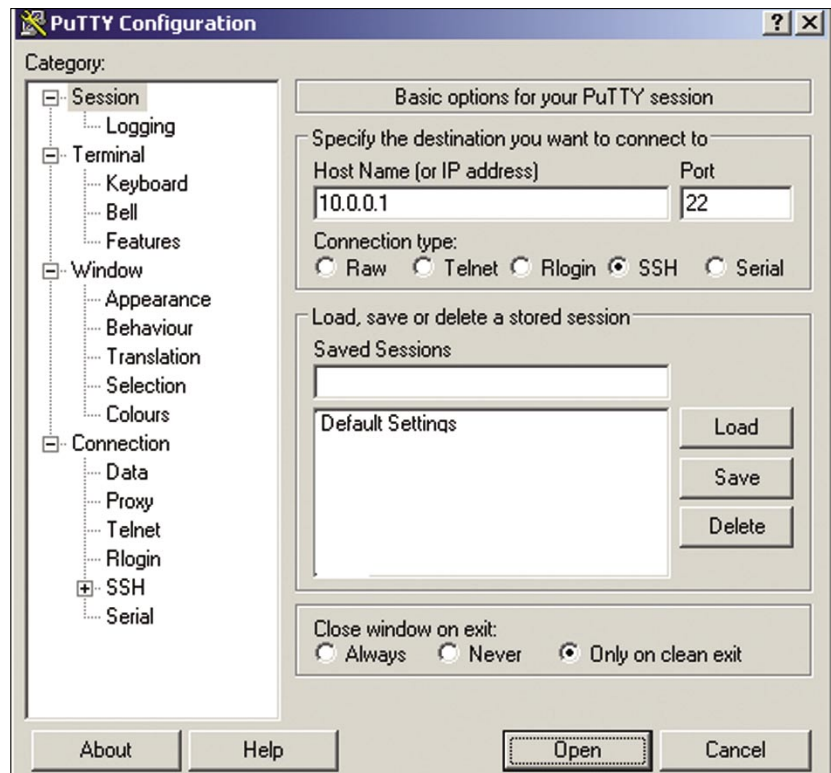 PuTTY Configuration
Category:
Session
Logging
Terminal
Keyboard
Bell
Features
Window
Appearance
Behaviour
Translation
Selection
Colours
Connection
Data
Proxy
Telnet
Rlogin
SSH
Serial
Basic options for your PuTTY session
Specify the destination you want to connect to
Host Name (or IP address) Port
10.0.0.1 22
Connection type:
Raw Telnet Rlogin SSH Serial
Load, save or delete a stored session
Saved Sessions
Default Settings
Load
Save
Delete
Close window on exit:
Always Never Only on clean exit
About Help Open Cancel